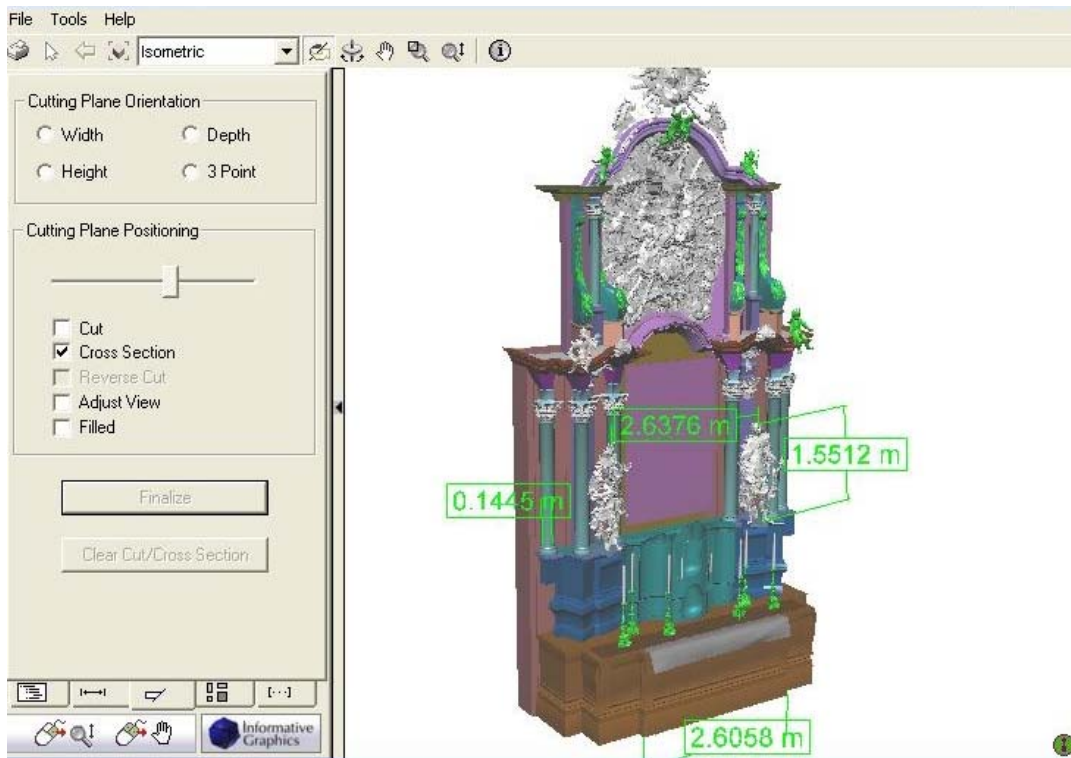 File Tools Help
Isometric
Cutting Plane Orientation
Width Depth
Height 3 Point
Cutting Plane Positioning
Cut
Cross Section
Reverse Cut
Adjust View
Filled
Finalize
Clear Cut/Cross Section
Informative
Graphics
2.6376 m
1.5512 m
0.1445 m
2.6058 m